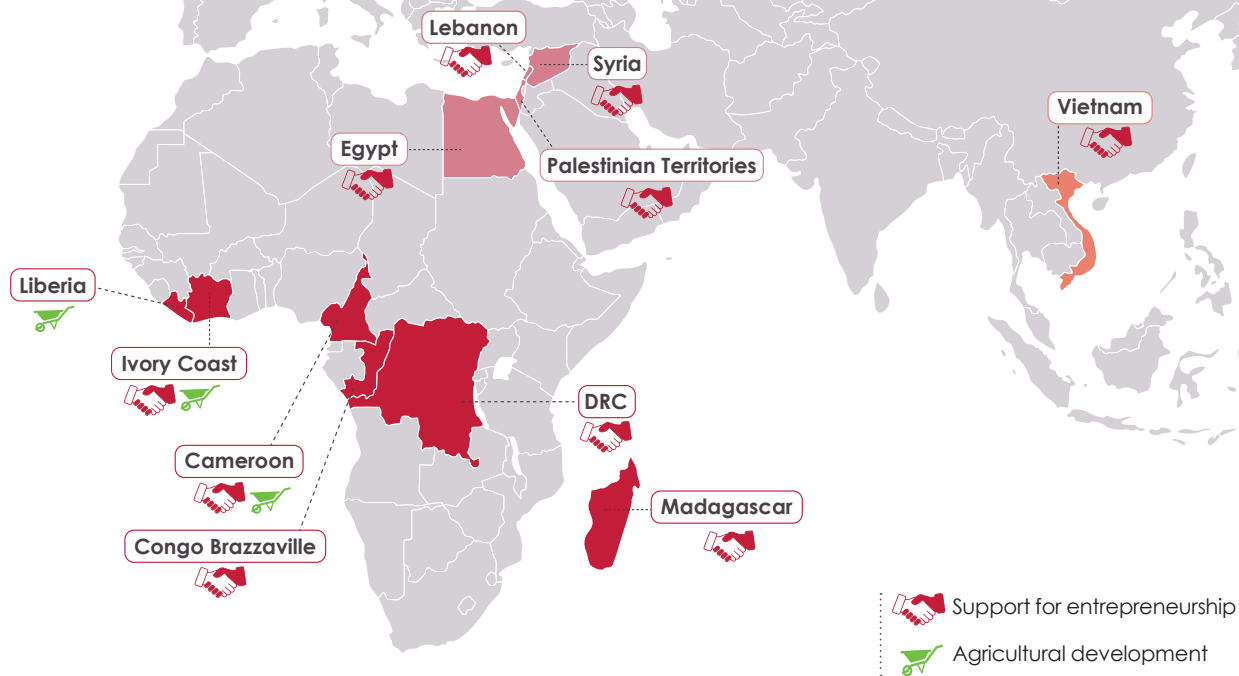 Lebanon
Syria
Vietnam
Egypt
Palestinian Territories
Liberia
Ivory Coast
DRC
Cameroon
Madagascar
Congo Brazzaville
Support for entrepreneurship
Agricultural development